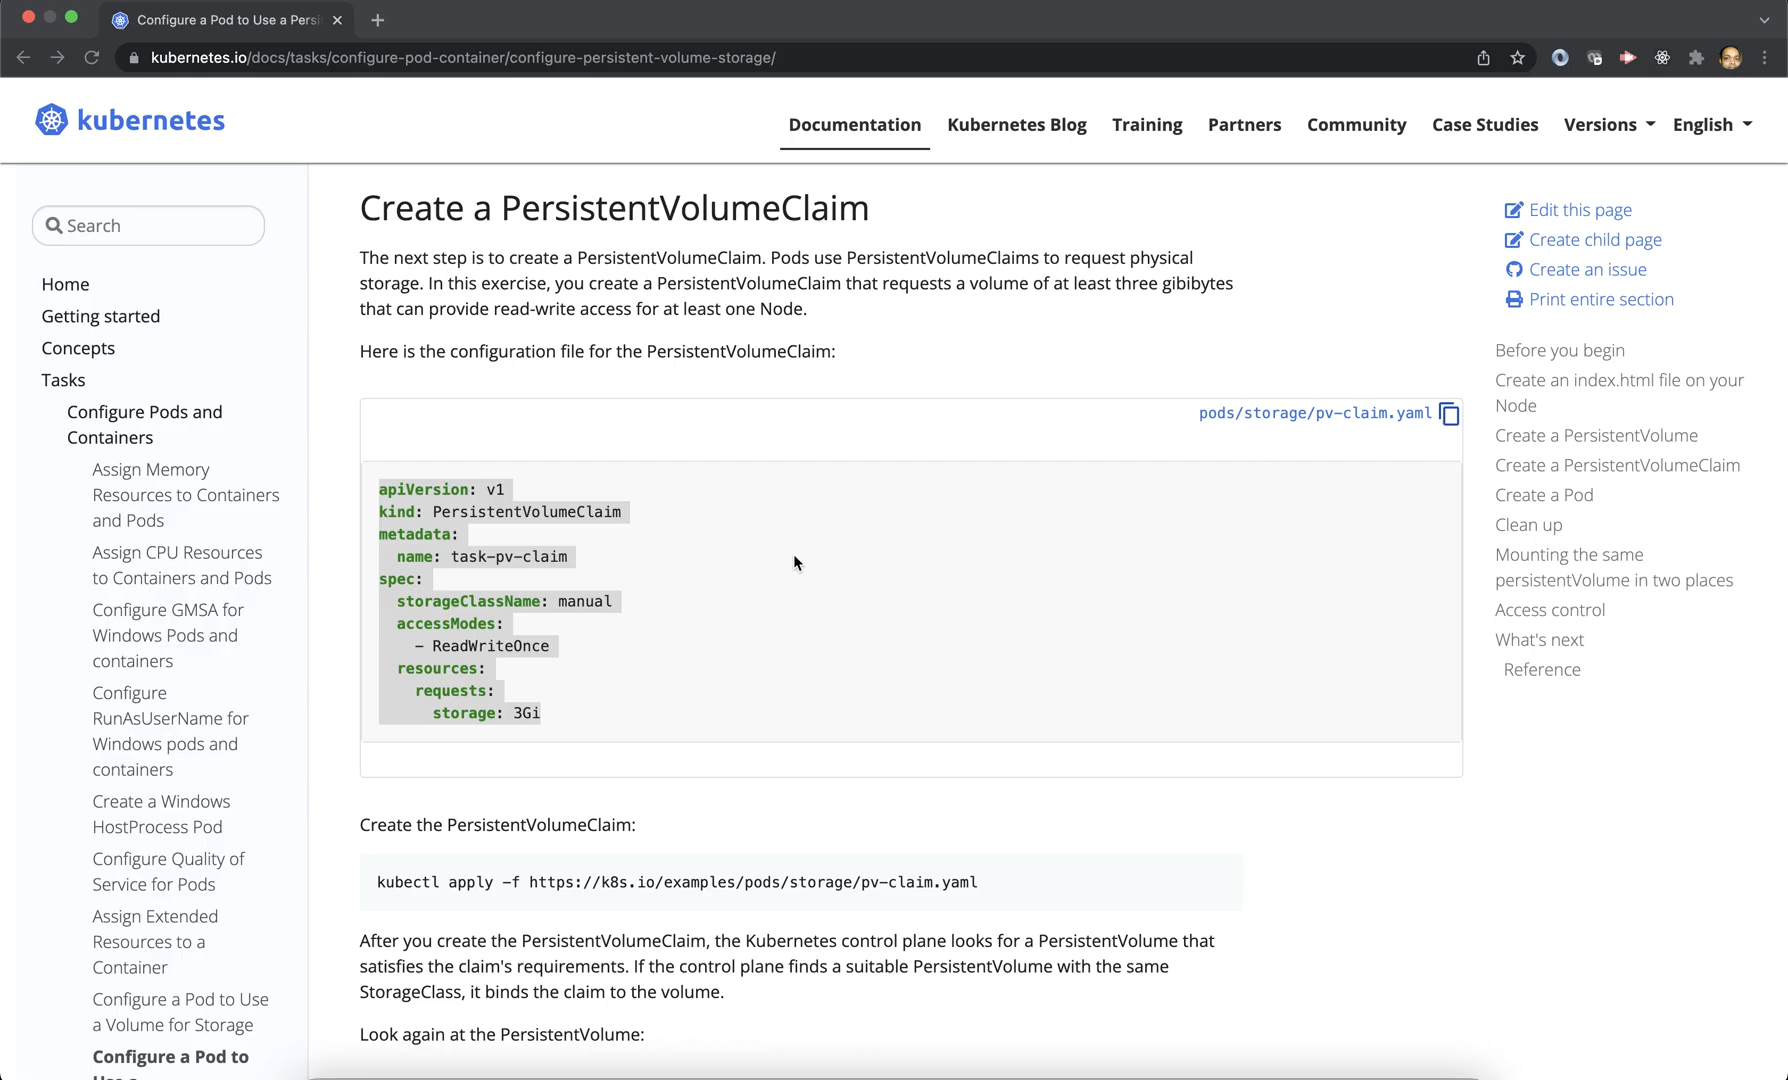 Configure a Pod to Use a Persi
kubernetes.io/docs/tasks/configure-pod-container/configure-persistent-volume-storage/
kubernetes
Documentation
Kubernetes Blog
Training
Partners
Community
Case Studies
Versions
English
Search
Home
Getting started
Concepts
Tasks
Configure Pods and
Containers
Assign Memory
Resources to Containers
and Pods
Assign CPU Resources
to Containers and Pods
Configure GMSA for
Windows Pods and
containers
Configure
RunAsUserName for
Windows pods and
containers
Create a Windows
HostProcess Pod
Configure Quality of
Service for Pods
Assign Extended
Resources to a
Container
Configure a Pod to Use
a Volume for Storage
Configure a Pod to
Use a
Create a PersistentVolumeClaim
The next step is to create a PersistentVolumeClaim. Pods use PersistentVolumeClaims to request physical
storage. In this exercise, you create a PersistentVolumeClaim that requests a volume of at least three gibibytes
that can provide read-write access for at least one Node.
Here is the configuration file for the PersistentVolumeClaim:
pods/storage/pv-claim.yaml
apiVersion: v1
kind: PersistentVolumeClaim
metadata:
  name: task-pv-claim
spec:
  storageClassName: manual
  accessModes:
    - ReadWriteOnce
  resources:
    requests:
      storage: 3Gi
Create the PersistentVolumeClaim:
kubectl apply -f https://k8s.io/examples/pods/storage/pv-claim.yaml
After you create the PersistentVolumeClaim, the Kubernetes control plane looks for a PersistentVolume that
satisfies the claim's requirements. If the control plane finds a suitable PersistentVolume with the same
StorageClass, it binds the claim to the volume.
Look again at the PersistentVolume:
Edit this page
Create child page
Create an issue
Print entire section
Before you begin
Create an index.html file on your
Node
Create a PersistentVolume
Create a PersistentVolumeClaim
Create a Pod
Clean up
Mounting the same
persistentVolume in two places
Access control
What's next
Reference